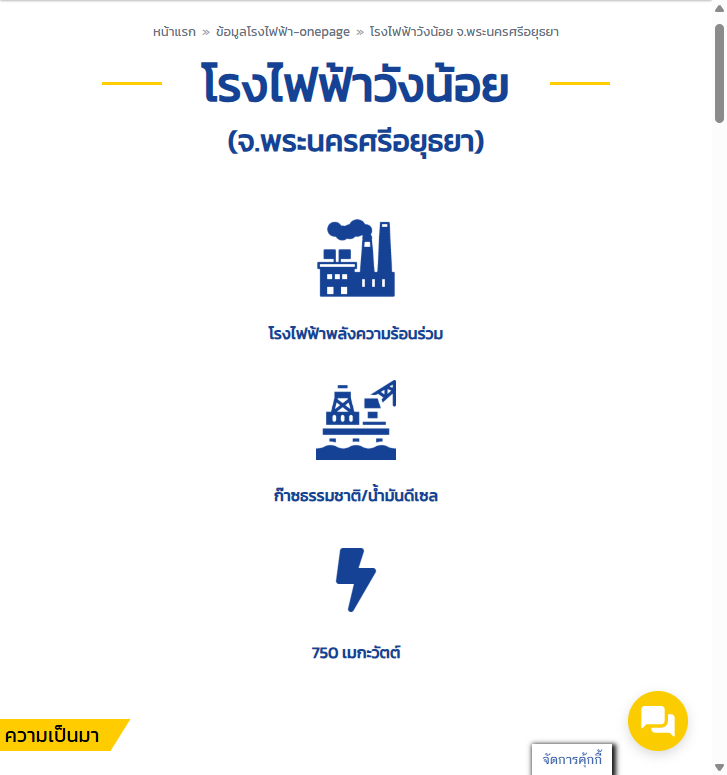 หน้าแรก » ข้อมูลโรงไฟฟ้า-onepage » โรงไฟฟ้าวังน้อย จ.พระนครศรีอยุธยา
โรงไฟฟ้าวังน้อย
(จ.พระนครศรีอยุธยา)
โรงไฟฟ้าพลังความร้อนร่วม
ก๊าซธรรมชาติ/น้ำมันดีเซล
750 เมกะวัตต์
ความเป็นมา
จัดการคุ้กกี้